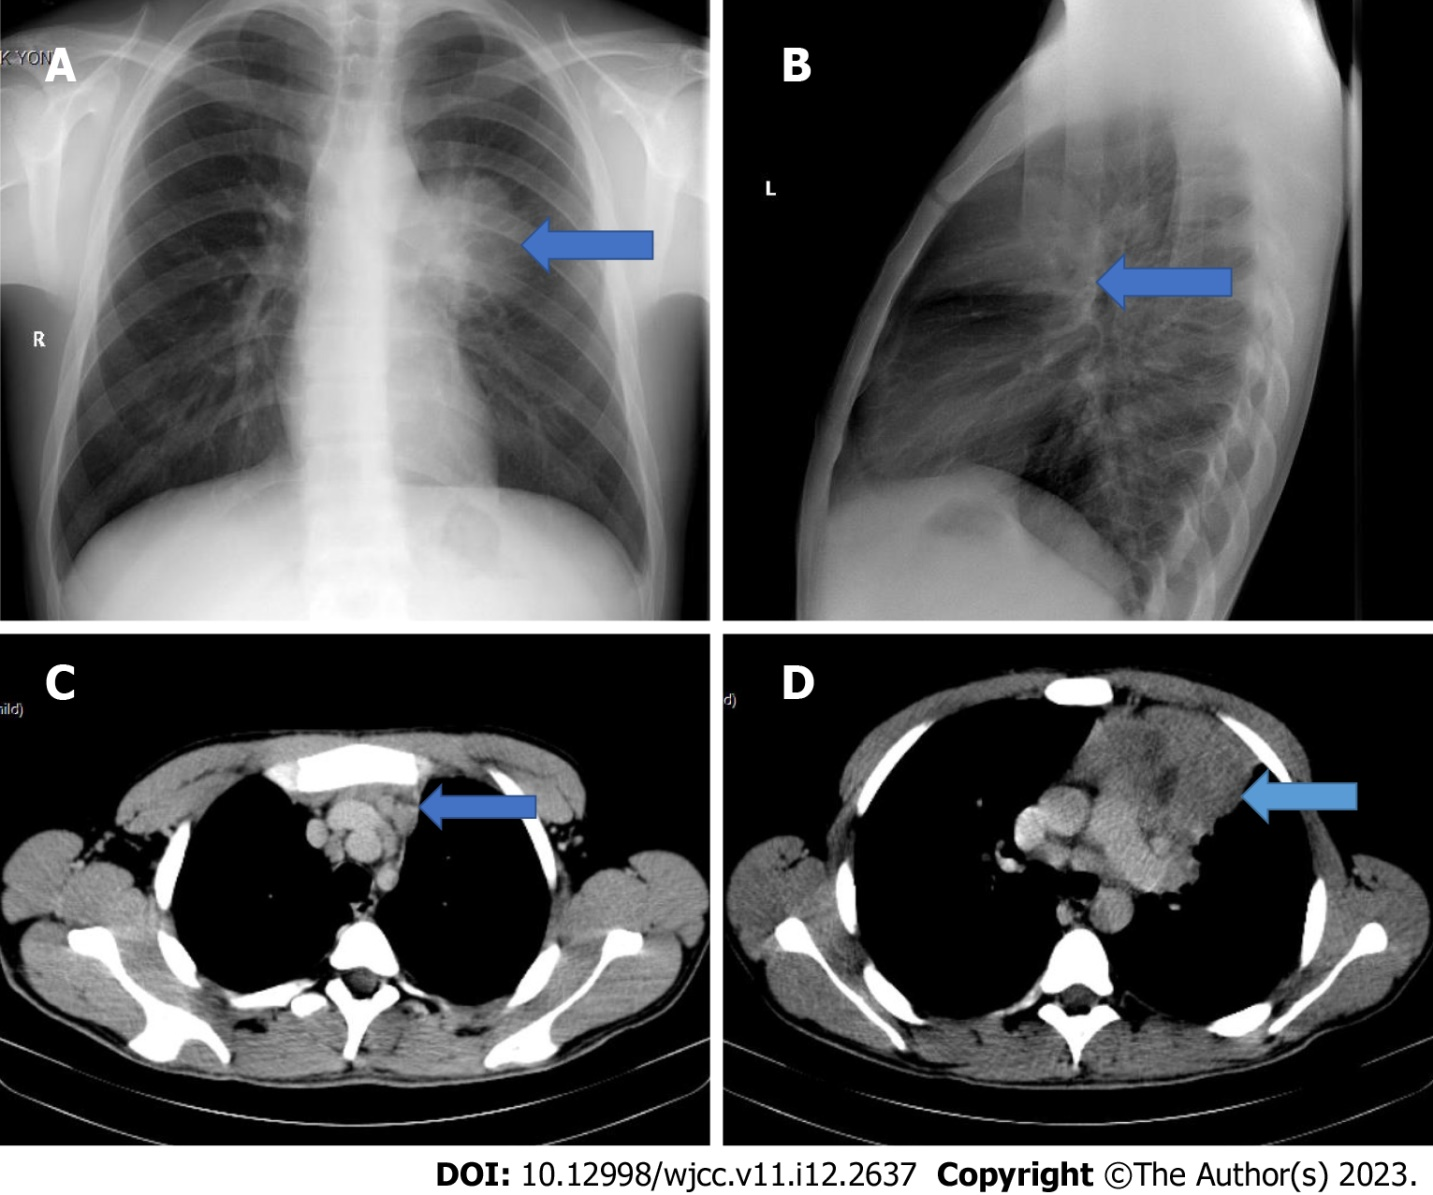 K YON
A
R
B
L
C
hild)
D
d)
DOI: 10.12998/wjcc.v11.i12.2637 Copyright ©The Author(s) 2023.